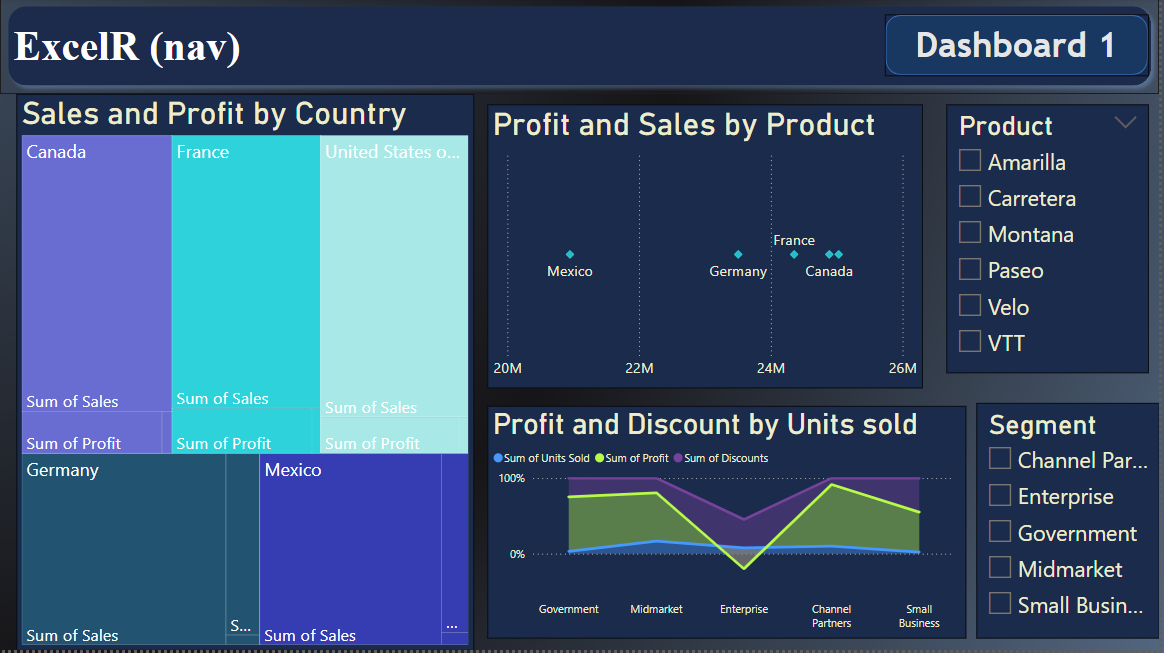 ExcelR (nav)
Dashboard 1
Sales and Profit by Country
Canada
France
United States o...
Sum of Sales
Sum of Sales
Sum of Sales
Sum of Profit
Sum of Profit
Sum of Profit
Germany
Mexico
S...
...
Sum of Sales
Sum of Sales
Profit and Sales by Product
France
Mexico
Germany
Canada
20M
22M
24M
26M
Product
Amarilla
Carretera
Montana
Paseo
Velo
VTT
Profit and Discount by Units sold
Sum of Units Sold
Sum of Profit
Sum of Discounts
100%
0%
Government
Midmarket
Enterprise
Channel
Partners
Small
Business
Segment
Channel Par...
Enterprise
Government
Midmarket
Small Busin...